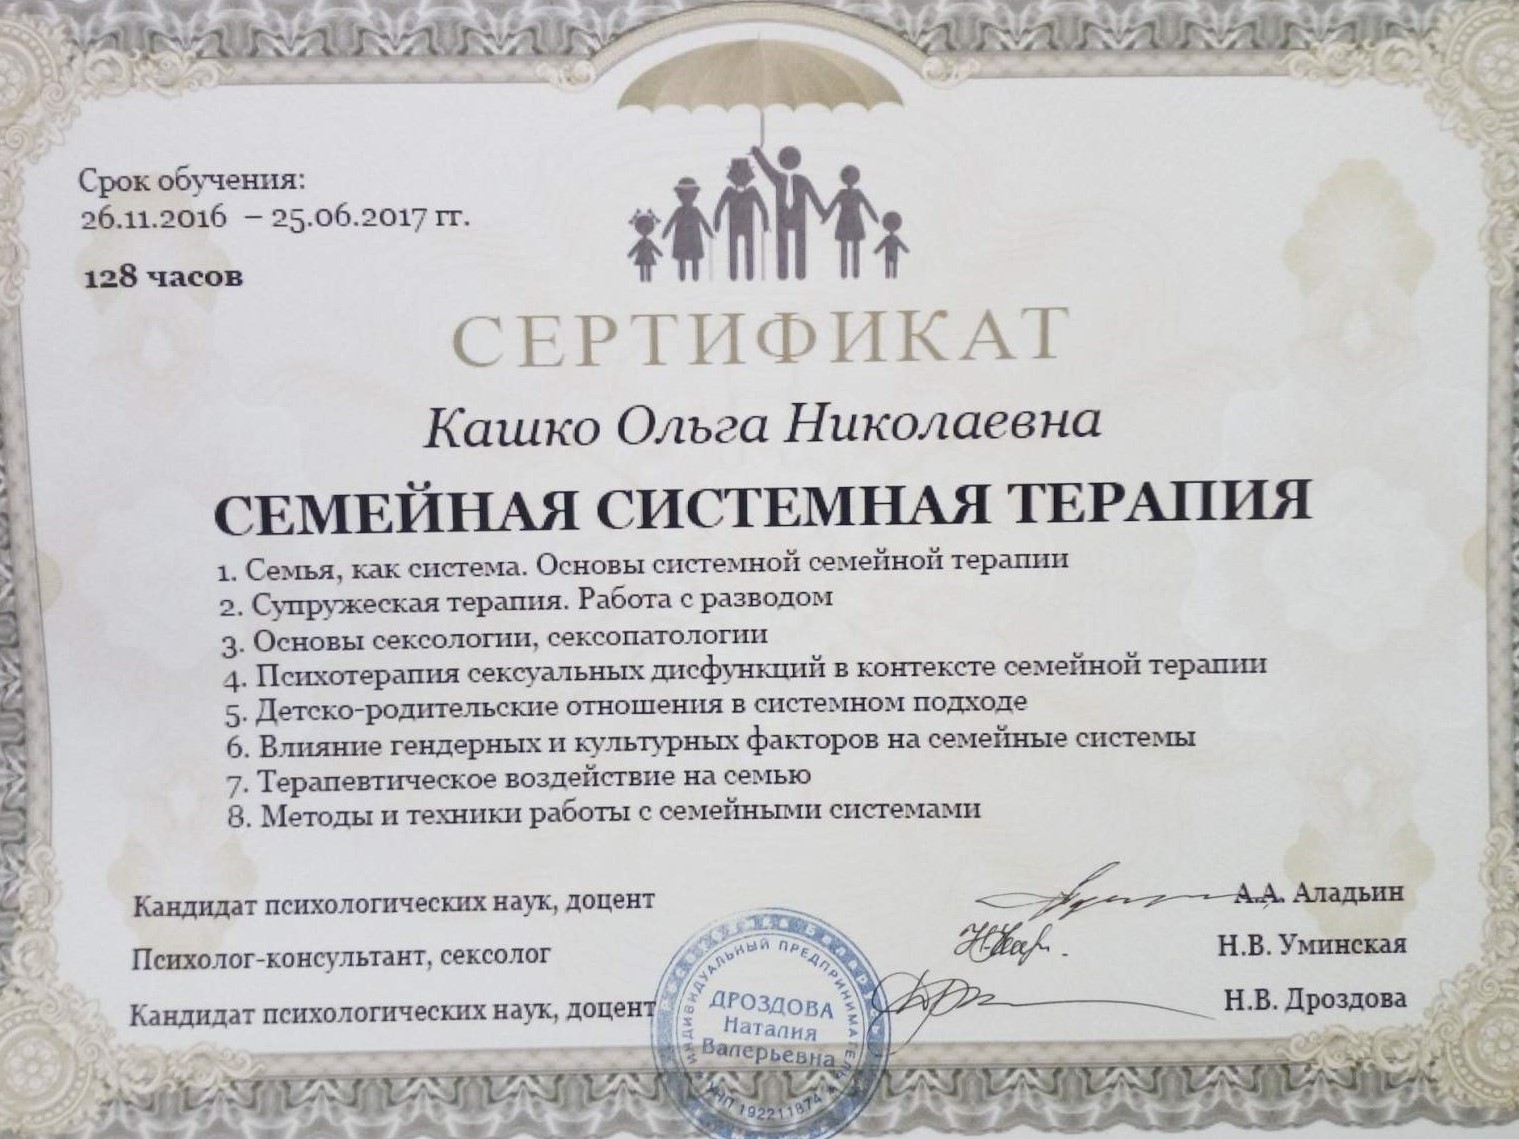 Срок обучения:
26.11.2016 – 25.06.2017 гг.
128 часов
СЕРТИФИКАТ
Кашко Ольга Николаевна
СЕМЕЙНАЯ СИСТЕМНАЯ ТЕРАПИЯ
1. Семья, как система. Основы системной семейной терапии
2. Супружеская терапия. Работа с разводом
3. Основы сексологии, сексопатологии
4. Психотерапия сексуальных дисфункций в контексте семейной терапии
5. Детско-родительские отношения в системном подходе
6. Влияние гендерных и культурных факторов на семейные системы
7. Терапевтическое воздействие на семью
8. Методы и техники работы с семейными системами
Кандидат психологических наук, доцент А.А. Аладьин
Психолог-консультант, сексолог Н.В. Уминская
Кандидат психологических наук, доцент Н.В. Дроздова
ИНДИВИДУАЛЬНЫЙ ПРЕДПРИНИМАТЕЛЬ
ДРОЗДОВА
Наталия
Валерьевна
УНП 192211874